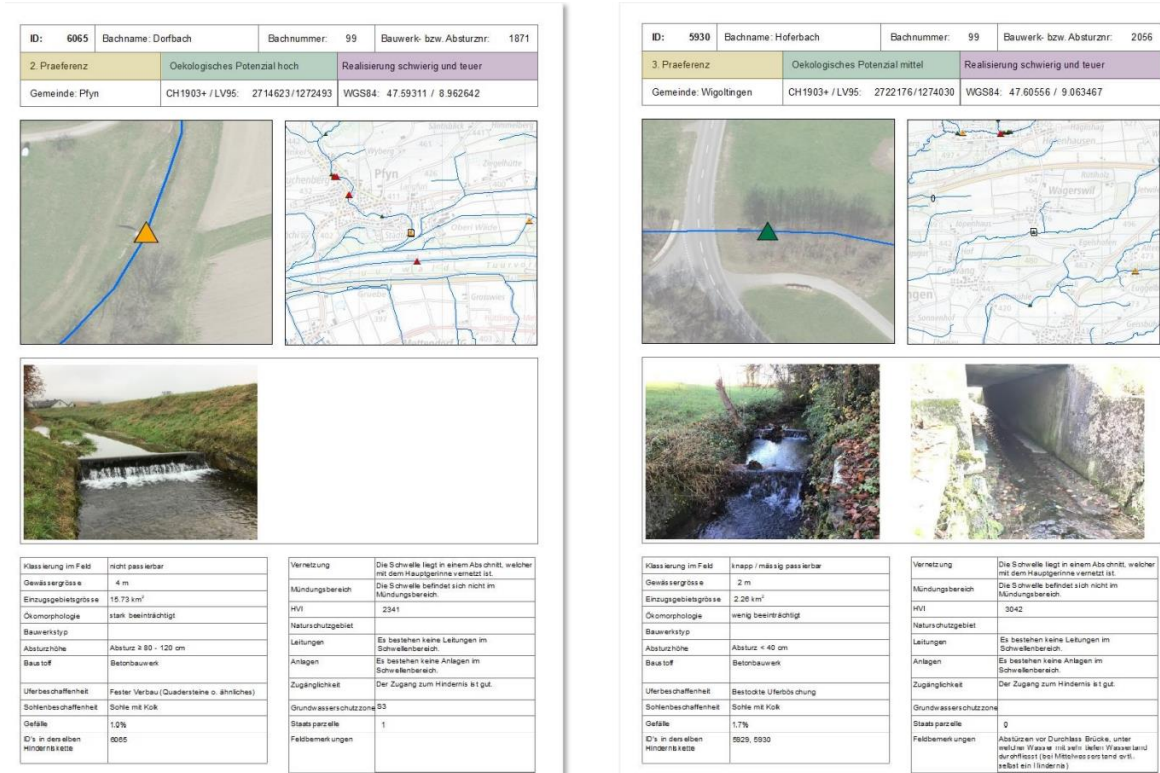 ID: 6065 Bachname: Dorfbach Bachnummer: 99 Bauwerk- bzw. Absturznr: 1871
2. Praeferenz Oekologisches Potenzial hoch Realisierung schwierig und teuer
Gemeinde: Pfyn CH1903+ / LV95: 2714623/1272493 WGS84: 47.59311 / 8.962642
Pfyn
Klassierung im Feld nicht passierbar
Gewässergrösse 4 m
Einzugsgebietsgrösse 15.73 km²
Ökomorphologie stark beeinträchtigt
Bauwerkstyp
Absturzhöhe Absturz ≥ 80 - 120 cm
Baustoff Betonbauwerk
Uferbeschaffenheit Fester Verbau (Quadersteine o. ähnliches)
Sohlenbeschaffenheit Sohle mit Kolk
Gefälle 1.0%
ID's in derselben
Hinderniskette 6065
Vernetzung Die Schwelle liegt in einem Abschnitt, welcher
mit dem Hauptgerinne vernetzt ist.
Mündungsbereich Die Schwelle befindet sich nicht im
Mündungsbereich.
HVI 2341
Naturschutzgebiet
Leitungen Es bestehen keine Leitungen im
Schwellenbereich.
Anlagen Es bestehen keine Anlagen im
Schwellenbereich.
Zugänglichkeit Der Zugang zum Hindernis ist gut.
Grundwasserschutzzone S3
Staatsparzelle 1
Feldbemerkungen
ID: 5930 Bachname: Hoferbach Bachnummer: 99 Bauwerk- bzw. Absturznr: 2056
3. Praeferenz Oekologisches Potenzial mittel Realisierung schwierig und teuer
Gemeinde: Wigoltingen CH1903+ / LV95: 2722176/1274030 WGS84: 47.60556 / 9.063467
Wagerswil
Klassierung im Feld knapp / mässig passierbar
Gewässergrösse 2 m
Einzugsgebietsgrösse 2.26 km²
Ökomorphologie wenig beeinträchtigt
Bauwerkstyp
Absturzhöhe Absturz < 40 cm
Baustoff Betonbauwerk
Uferbeschaffenheit Bestockte Uferböschung
Sohlenbeschaffenheit Sohle mit Kolk
Gefälle 1.7%
ID's in derselben
Hinderniskette 5929, 5930
Vernetzung Die Schwelle liegt in einem Abschnitt, welcher
mit dem Hauptgerinne vernetzt ist.
Mündungsbereich Die Schwelle befindet sich nicht im
Mündungsbereich.
HVI 3042
Naturschutzgebiet
Leitungen Es bestehen keine Leitungen im
Schwellenbereich.
Anlagen Es bestehen keine Anlagen im
Schwellenbereich.
Zugänglichkeit Der Zugang zum Hindernis ist gut.
Grundwasserschutzzone
Staatsparzelle 0
Feldbemerkungen Abstürzen vor Durchlass Brücke, unter
welcher Wasser mit sehr tiefen Wasserstand
durchfliesst (bei Mittelwasserstand evtl.
selbst ein Hindernis)